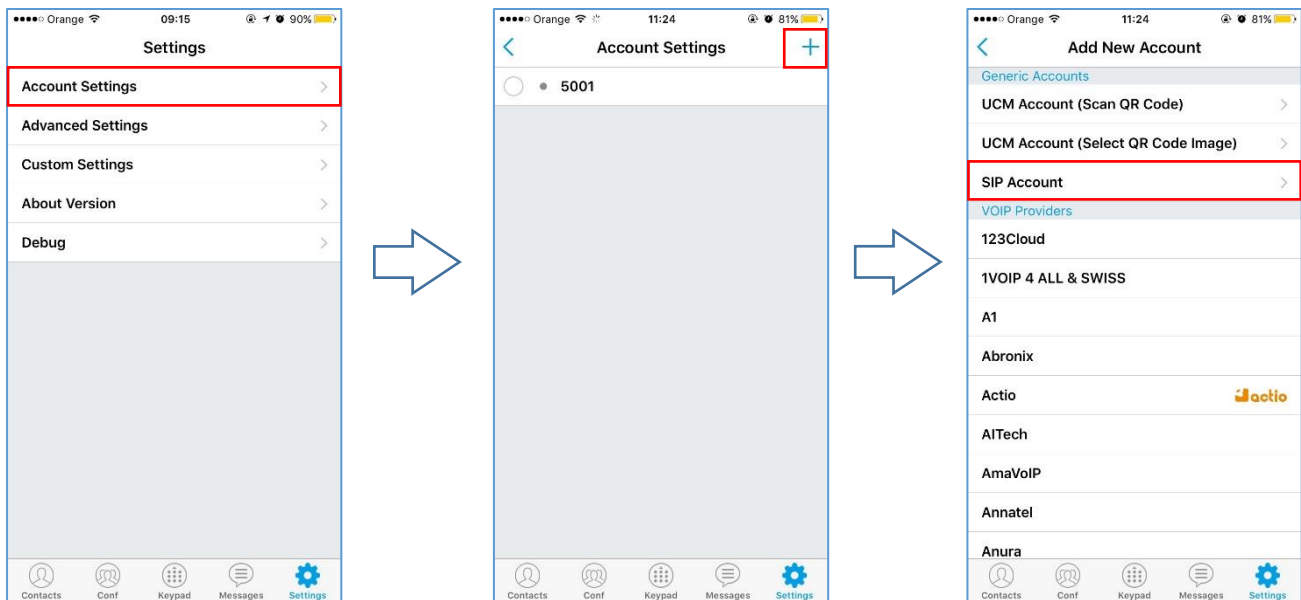 Orange 09:15 90%
Settings
Account Settings
Advanced Settings
Custom Settings
About Version
Debug
Contacts Conf Keypad Messages Settings
Orange 11:24 81%
Account Settings +
5001
Contacts Conf Keypad Messages Settings
Orange 11:24 81%
Add New Account
Generic Accounts
UCM Account (Scan QR Code)
UCM Account (Select QR Code Image)
SIP Account
VOIP Providers
123Cloud
1VOIP 4 ALL & SWISS
A1
Abronix
Actio actio
AITech
AmaVoIP
Annatel
Anura
Contacts Conf Keypad Messages Settings